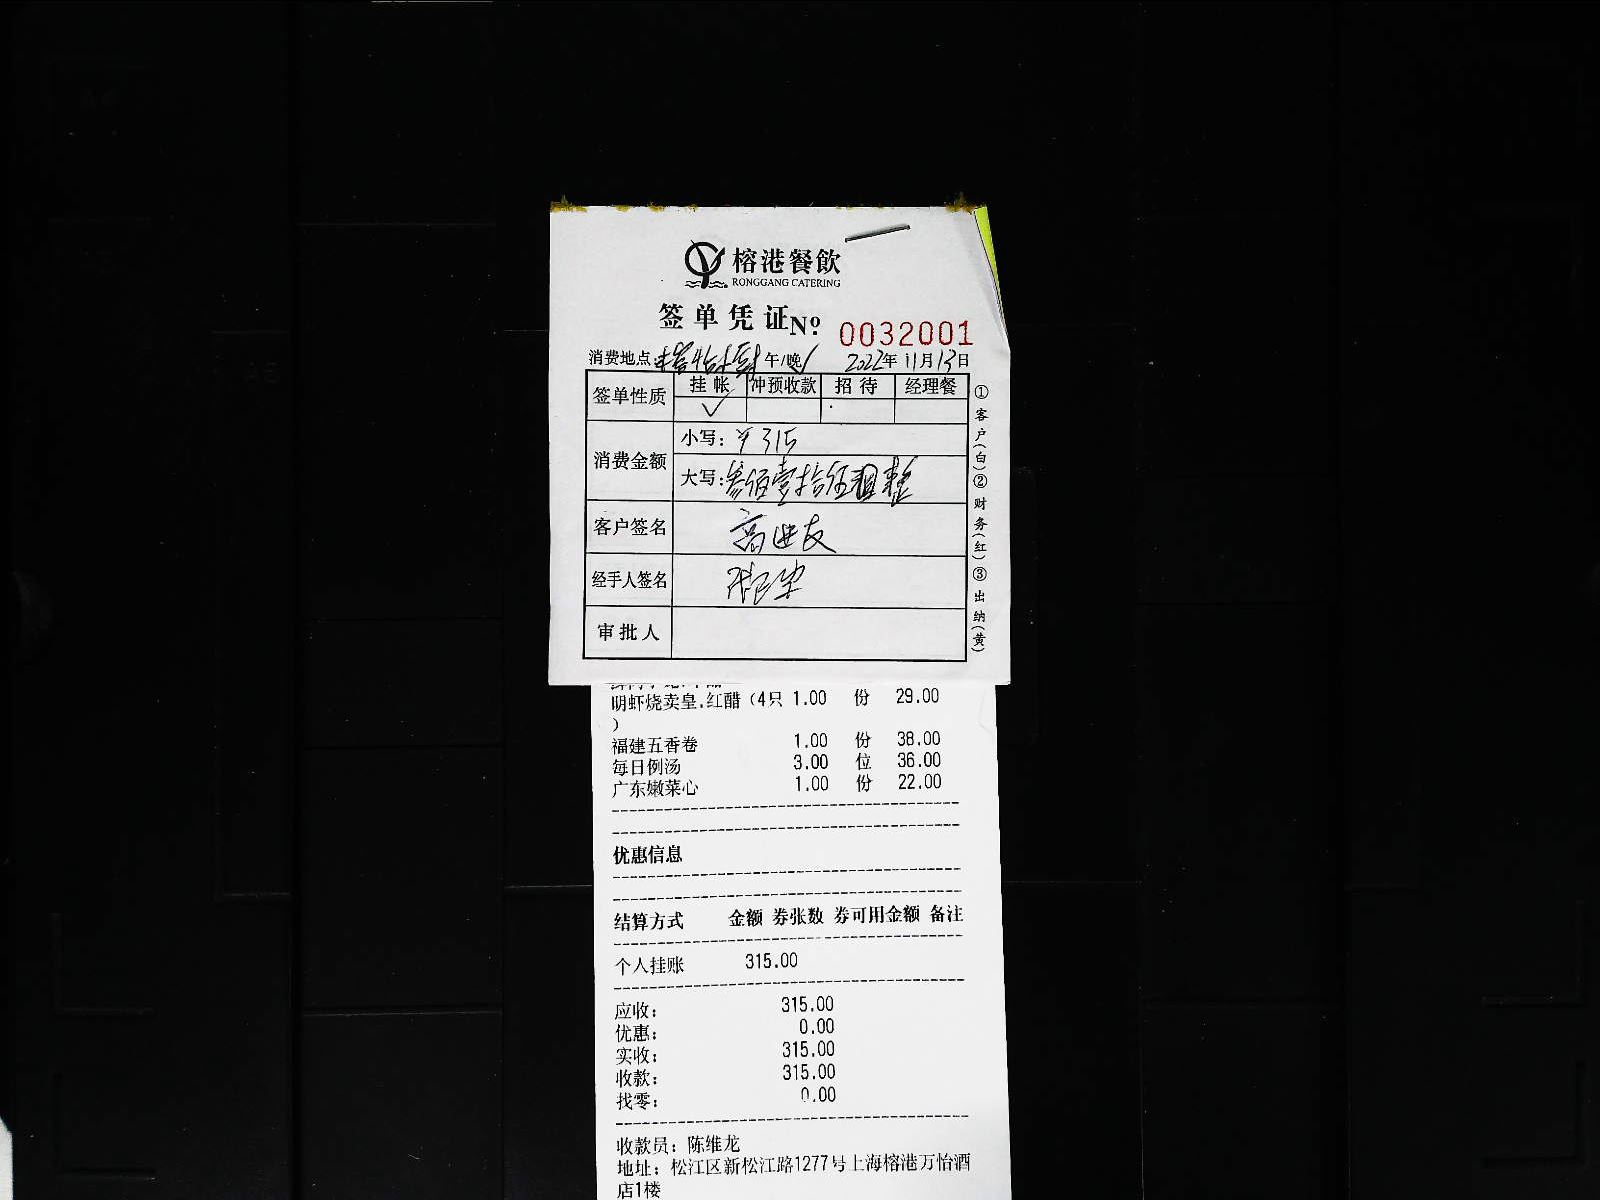 榕港餐飲
RONGGANG CATERING
签单凭证 Nº 0032001
消费地点: 午/晚 2022年11月13日
签单性质 挂帐 冲预收款 招待 经理餐
✓
消费金额 小写: ¥315
大写: 叁佰壹拾伍圆整
客户签名 高进友
经手人签名
审批人
①客户(白)②财务(红)③出纳(黄)
明虾烧卖皇.红醋（4只 1.00 份 29.00
）
福建五香卷 1.00 份 38.00
每日例汤 3.00 位 36.00
广东嫩菜心 1.00 份 22.00
优惠信息
结算方式 金额 券张数 券可用金额 备注
个人挂账 315.00
应收: 315.00
优惠: 0.00
实收: 315.00
收款: 315.00
找零: 0.00
收款员: 陈维龙
地址: 松江区新松江路1277号上海榕港万怡酒
店1楼